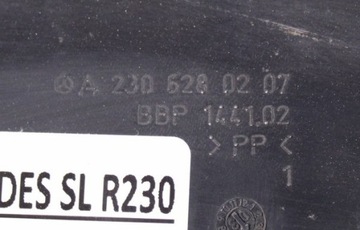 A 230 628 02 07
BBP 1441.02
>PP<
1
DES SL R230